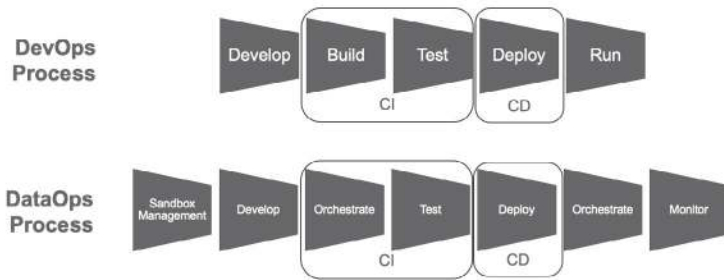 DevOps
Process
Develop
Build
Test
Deploy
Run
CI
CD
DataOps
Process
Sandbox
Management
Develop
Orchestrate
Test
Deploy
Orchestrate
Monitor
CI
CD